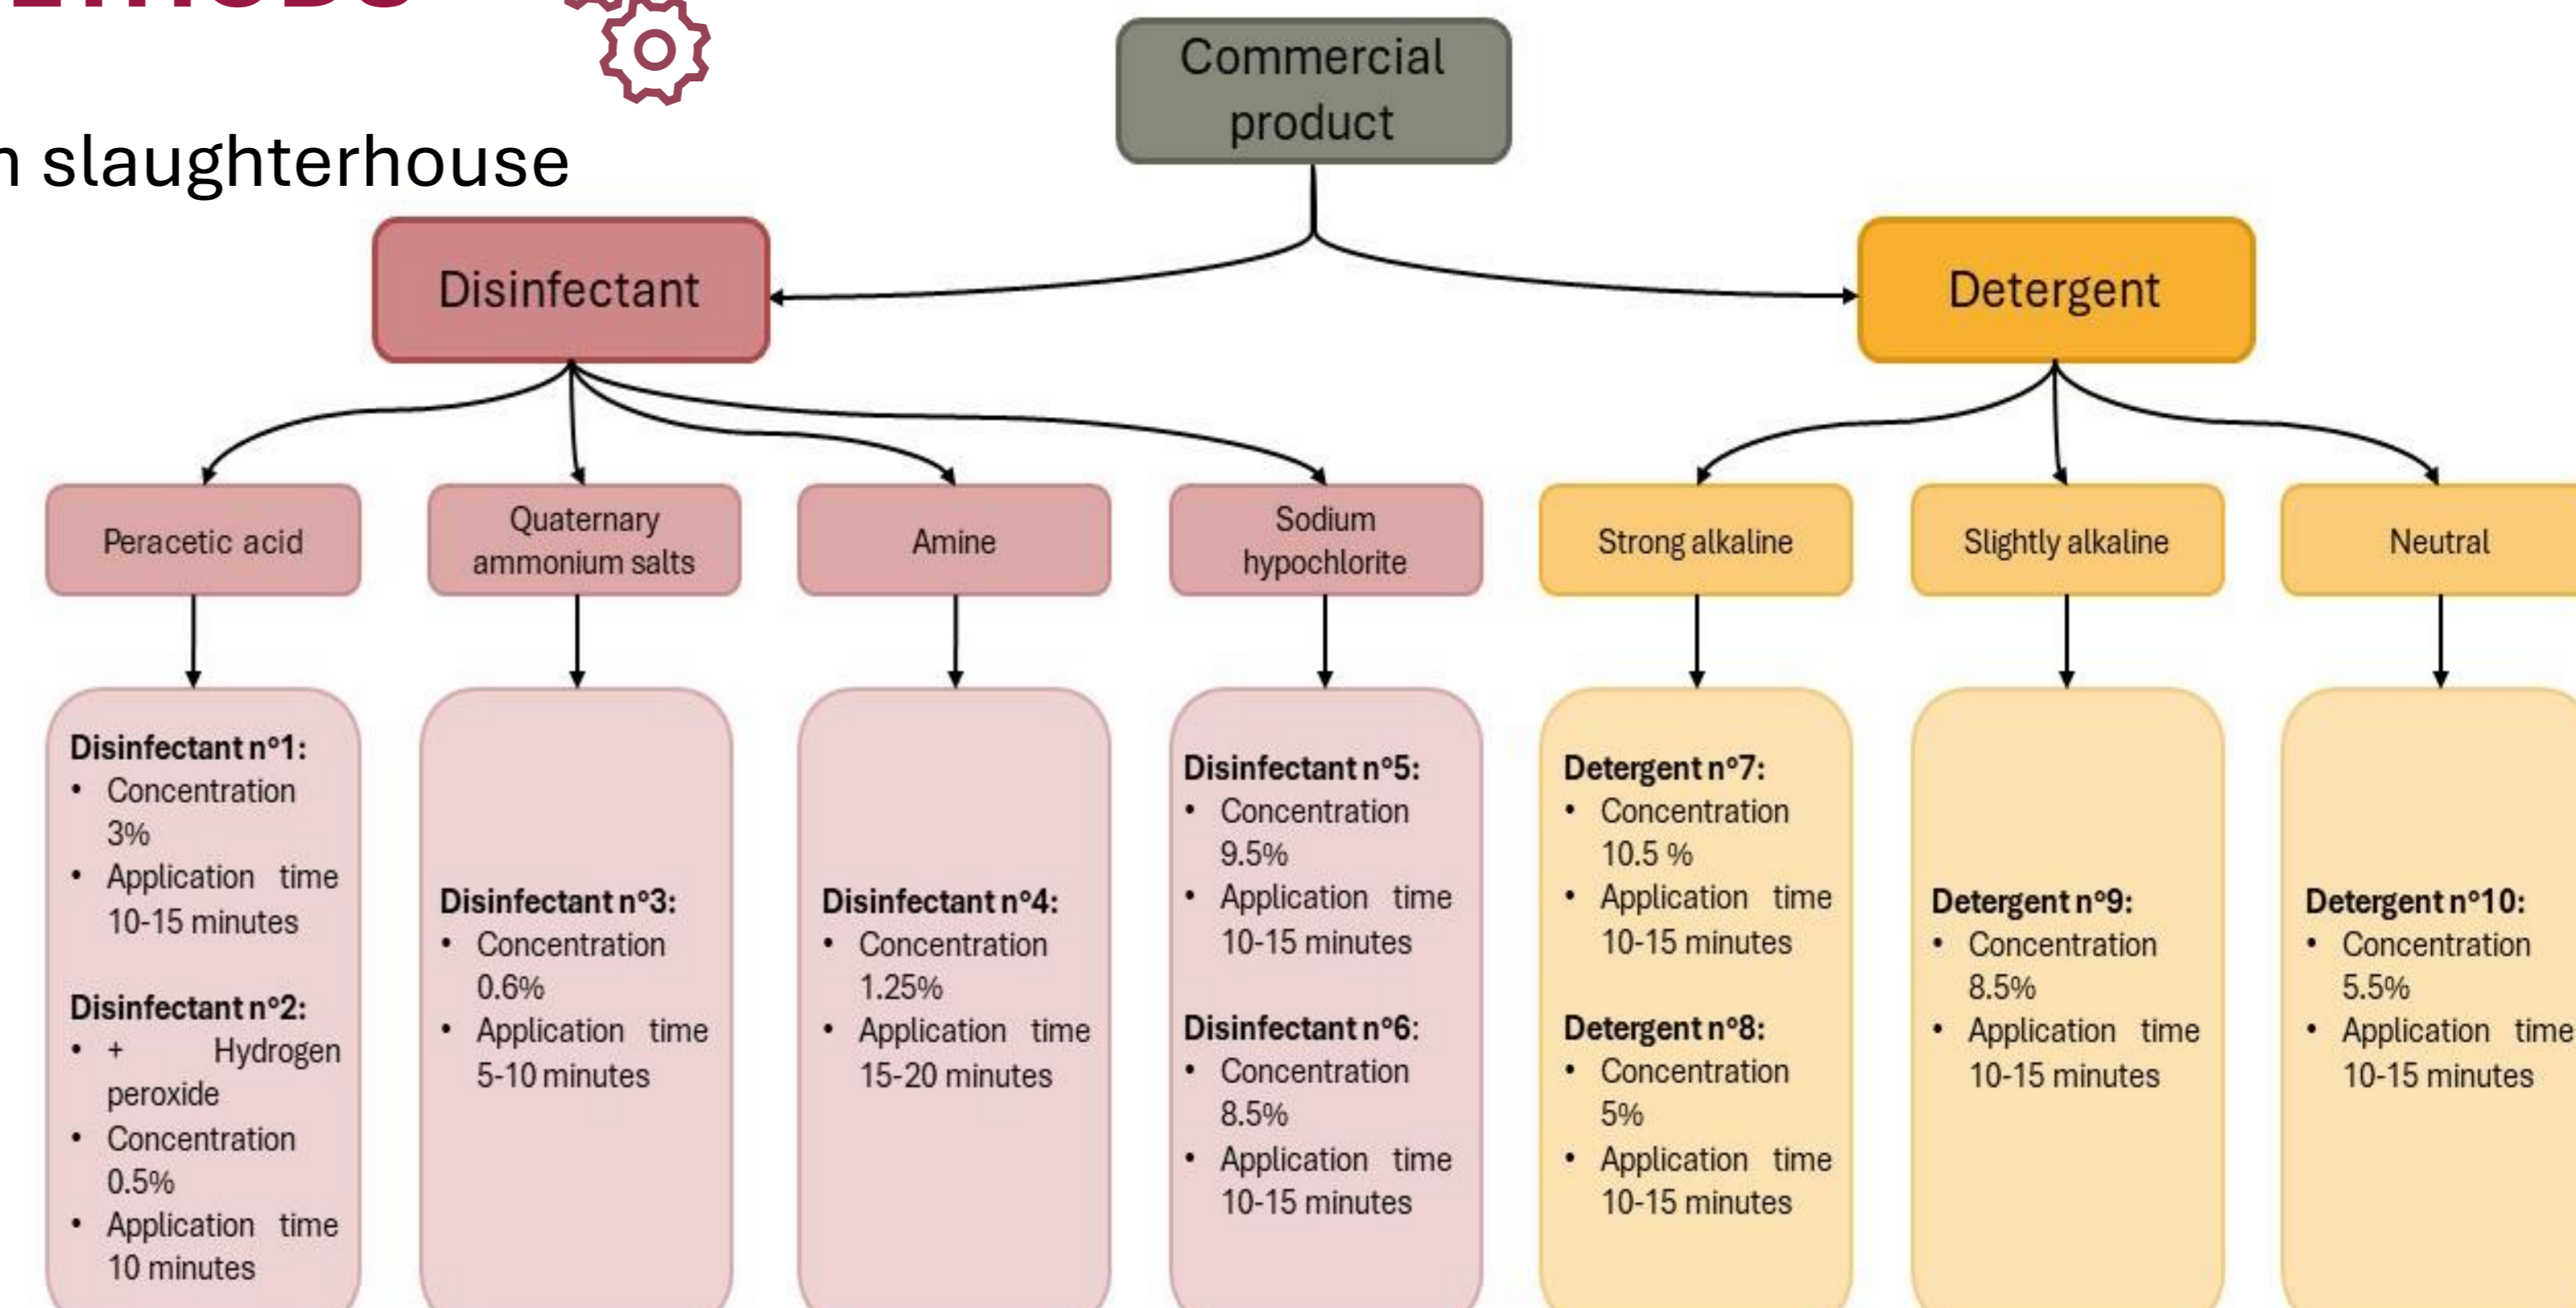 n slaughterhouse
Commercial
product
Disinfectant
Detergent
Peracetic acid
Quaternary
ammonium salts
Amine
Sodium
hypochlorite
Strong alkaline
Slightly alkaline
Neutral
Disinfectant n°1:
• Concentration
3%
• Application time
10-15 minutes
Disinfectant n°2:
• + Hydrogen
peroxide
• Concentration
0.5%
• Application time
10 minutes
Disinfectant n°3:
• Concentration
0.6%
• Application time
5-10 minutes
Disinfectant n°4:
• Concentration
1.25%
• Application time
15-20 minutes
Disinfectant n°5:
• Concentration
9.5%
• Application time
10-15 minutes
Disinfectant n°6:
• Concentration
8.5%
• Application time
10-15 minutes
Detergent n°7:
• Concentration
10.5 %
• Application time
10-15 minutes
Detergent n°8:
• Concentration
5%
• Application time
10-15 minutes
Detergent n°9:
• Concentration
8.5%
• Application time
10-15 minutes
Detergent n°10:
• Concentration
5.5%
• Application time
10-15 minutes